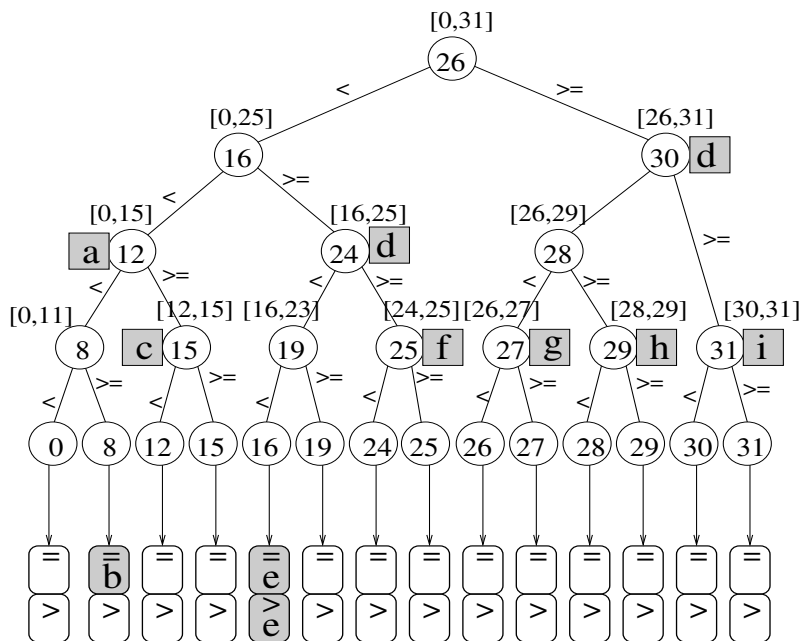 [0,31]
26
< >=
[0,25] [26,31]
16 30 d
< >=
[0,15] [16,25] [26,29] >=
a 12 24 d 28
< >= < >= < >=
[0,11] [12,15] [16,23] [24,25] [26,27] [28,29] [30,31]
8 c 15 19 25 f 27 g 29 h 31 i
< >= < >= < >= < >= < >= < >= < >=
0 8 12 15 16 19 24 25 26 27 28 29 30 31
= = = = = = = = = = = = = =
b e
> > > > > > > > > > > > > >
e